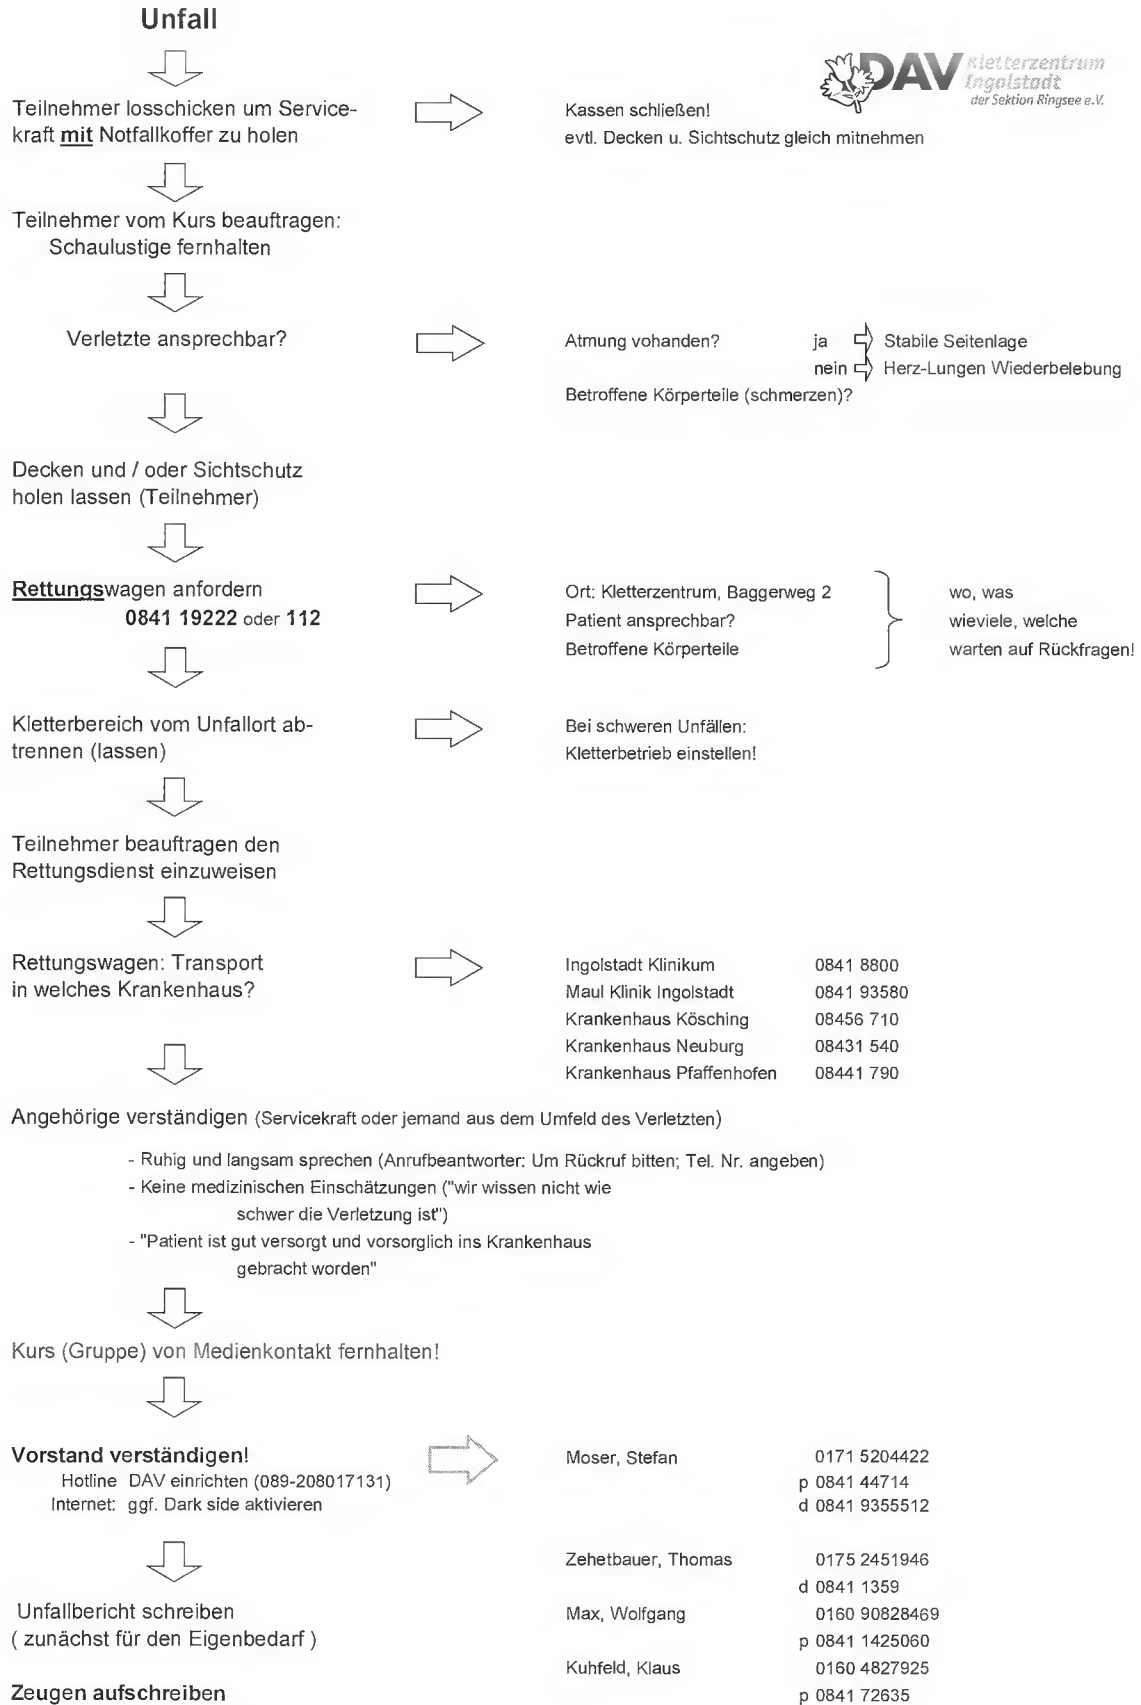 Unfall
DAV Kletterzentrum
Ingolstadt
der Sektion Ringsee e.V.
Teilnehmer losschicken um Service-
kraft mit Notfallkoffer zu holen
Kassen schließen!
evtl. Decken u. Sichtschutz gleich mitnehmen
Teilnehmer vom Kurs beauftragen:
Schaulustige fernhalten
Verletzte ansprechbar?
Atmung vohanden? ja Stabile Seitenlage
nein Herz-Lungen Wiederbelebung
Betroffene Körperteile (schmerzen)?
Decken und / oder Sichtschutz
holen lassen (Teilnehmer)
Rettungswagen anfordern
0841 19222 oder 112
Ort: Kletterzentrum, Baggerweg 2
Patient ansprechbar?
Betroffene Körperteile
wo, was
wieviele, welche
warten auf Rückfragen!
Kletterbereich vom Unfallort ab-
trennen (lassen)
Bei schweren Unfällen:
Kletterbetrieb einstellen!
Teilnehmer beauftragen den
Rettungsdienst einzuweisen
Rettungswagen: Transport
in welches Krankenhaus?
Ingolstadt Klinikum 0841 8800
Maul Klinik Ingolstadt 0841 93580
Krankenhaus Kösching 08456 710
Krankenhaus Neuburg 08431 540
Krankenhaus Pfaffenhofen 08441 790
Angehörige verständigen (Servicekraft oder jemand aus dem Umfeld des Verletzten)
- Ruhig und langsam sprechen (Anrufbeantworter: Um Rückruf bitten; Tel. Nr. angeben)
- Keine medizinischen Einschätzungen ("wir wissen nicht wie
schwer die Verletzung ist")
- "Patient ist gut versorgt und vorsorglich ins Krankenhaus
gebracht worden"
Kurs (Gruppe) von Medienkontakt fernhalten!
Vorstand verständigen!
Hotline DAV einrichten (089-208017131)
Internet: ggf. Dark side aktivieren
Moser, Stefan 0171 5204422
p 0841 44714
d 0841 9355512
Zehetbauer, Thomas 0175 2451946
d 0841 1359
Max, Wolfgang 0160 90828469
p 0841 1425060
Kuhfeld, Klaus 0160 4827925
p 0841 72635
Unfallbericht schreiben
( zunächst für den Eigenbedarf )
Zeugen aufschreiben